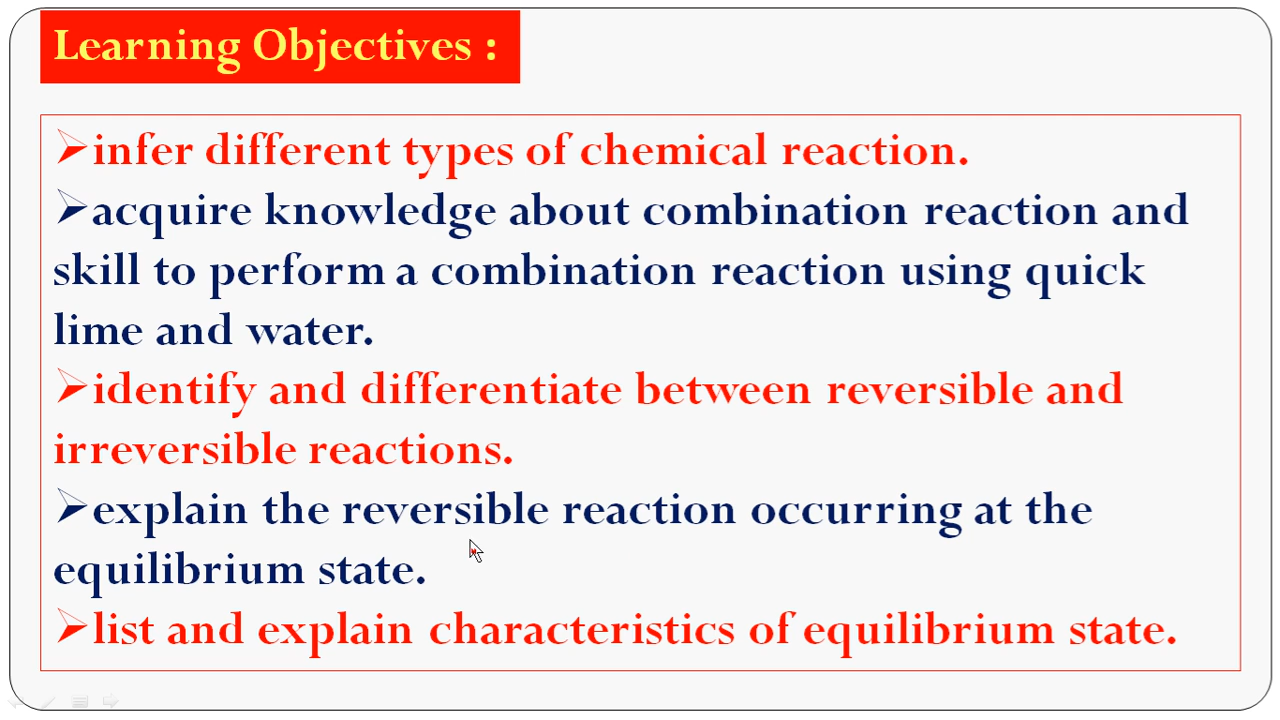 Learning Objectives :
➢infer different types of chemical reaction.
➢acquire knowledge about combination reaction and
skill to perform a combination reaction using quick
lime and water.
➢identify and differentiate between reversible and
irreversible reactions.
➢explain the reversible reaction occurring at the
equilibrium state.
➢list and explain characteristics of equilibrium state.